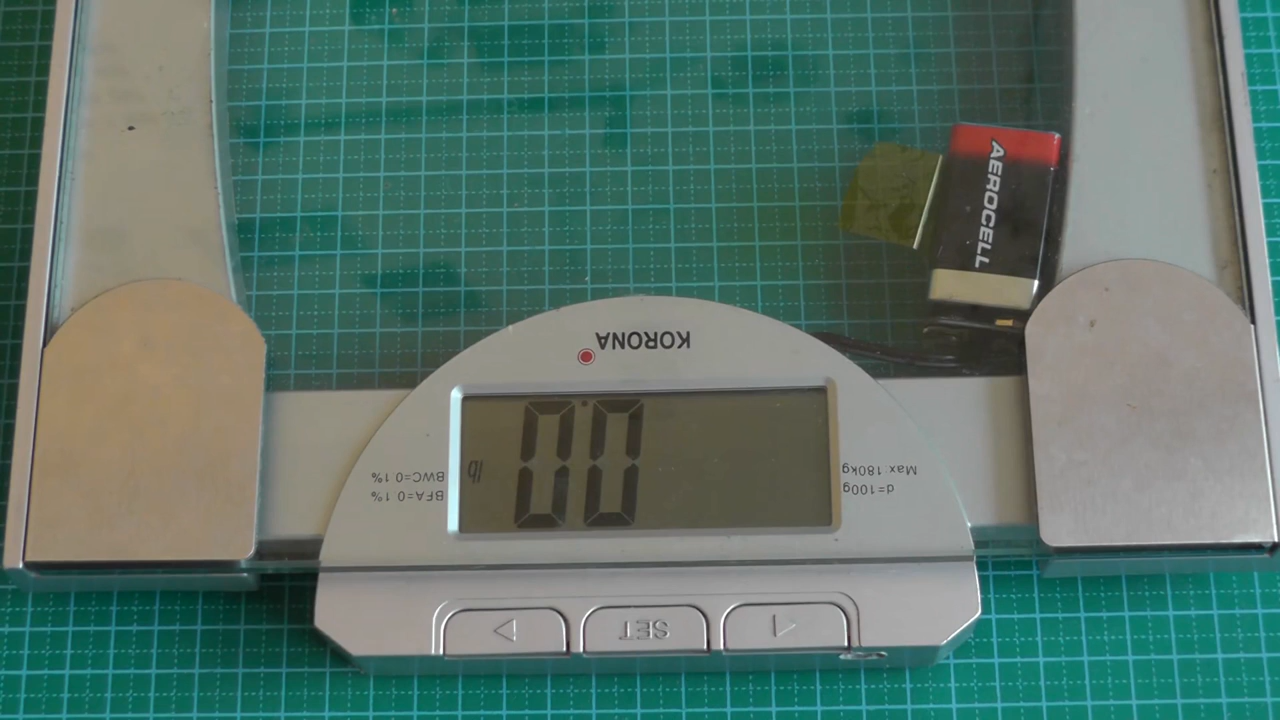 AEROCELL
KORONA
0.0 lb
Max 180kg
d=100g
BWC=0.1%
BFA=0.1%
SET